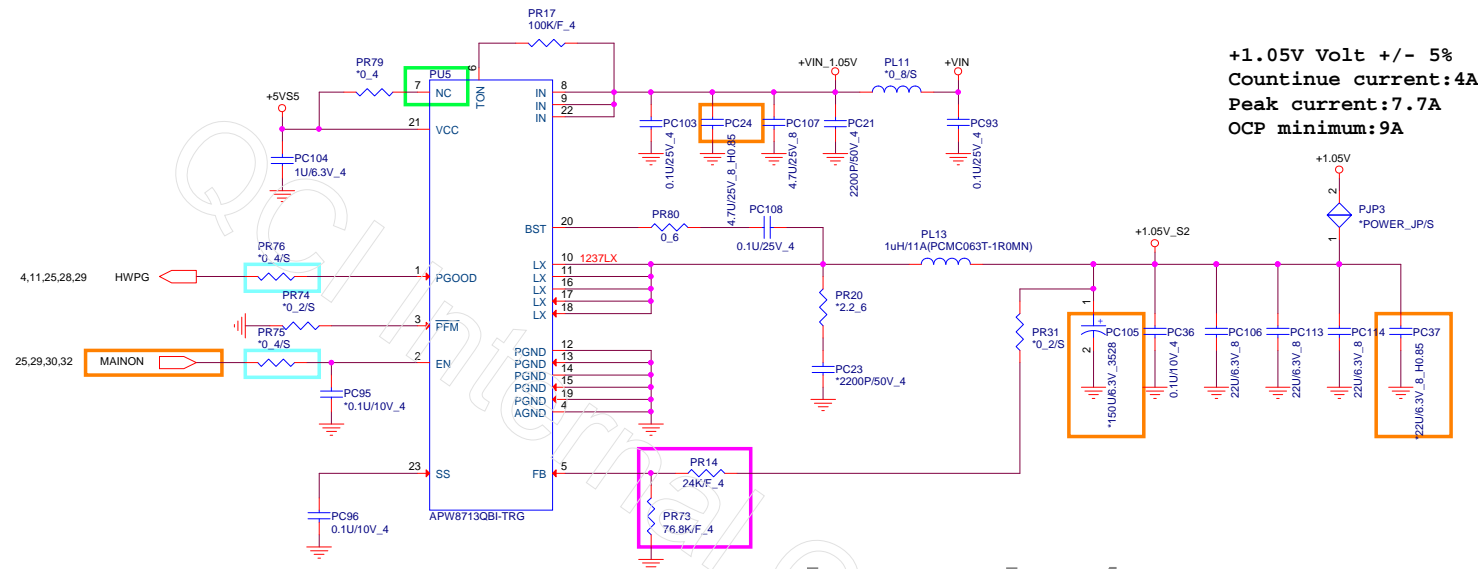 PR17
100K/F_4
+1.05V Volt +/- 5%
Countinue current:4A
Peak current:7.7A
OCP minimum:9A
PR79
*0_4
PU5
7
NC
6
TON
8
IN
9
IN
22
IN
+VIN_1.05V
PL11
*0_8/S
+VIN
+5VS5
21
VCC
PC104
1U/6.3V_4
PC103
0.1U/25V_4
PC24
4.7U/25V_8_H0.85
PC107
4.7U/25V_8
PC21
2200P/50V_4
PC93
0.1U/25V_4
+1.05V
2
PJP3
*POWER_JP/S
1
BST
20
PR80
0_6
PC108
0.1U/25V_4
PL13
1uH/11A(PCMC063T-1R0MN)
+1.05V_S2
4,11,25,28,29
HWPG
PR76
*0_4/S
1
PGOOD
LX
10
1237LX
LX
11
LX
16
LX
17
LX
18
PR74
*0_2/S
3
PFM
PR20
*2.2_6
PR31
*0_2/S
1
+
PC105
2
*150U/6.3V_3528
PC36
0.1U/10V_4
PC106
22U/6.3V_8
PC113
22U/6.3V_8
PC114
22U/6.3V_8
PC37
*22U/6.3V_8_H0.85
25,29,30,32
MAINON
PR75
*0_4/S
2
EN
PC95
*0.1U/10V_4
PGND
12
PGND
13
PGND
14
PGND
15
PGND
19
AGND
4
PC23
*2200P/50V_4
23
SS
FB
5
PR14
24K/F_4
PR73
76.8K/F_4
PC96
0.1U/10V_4
APW8713QBI-TRG
QCI Internal